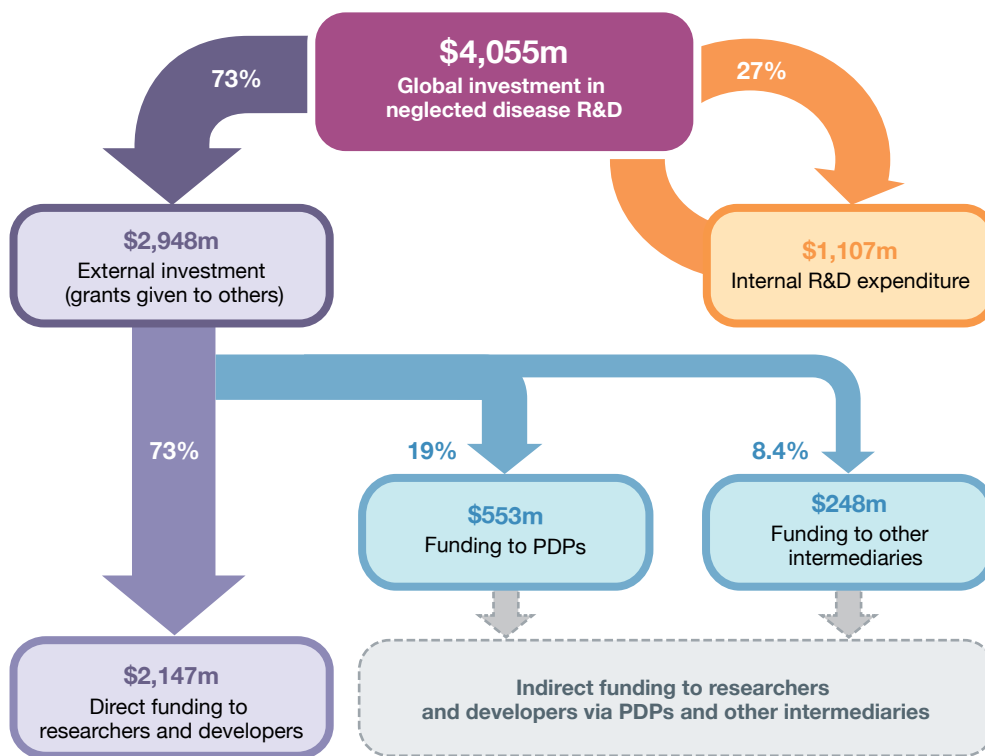 $4,055m
Global investment in
neglected disease R&D
73%
27%
$2,948m
External investment
(grants given to others)
$1,107m
Internal R&D expenditure
73%
19%
8.4%
$553m
Funding to PDPs
$248m
Funding to other
intermediaries
$2,147m
Direct funding to
researchers and developers
Indirect funding to researchers
and developers via PDPs and other intermediaries